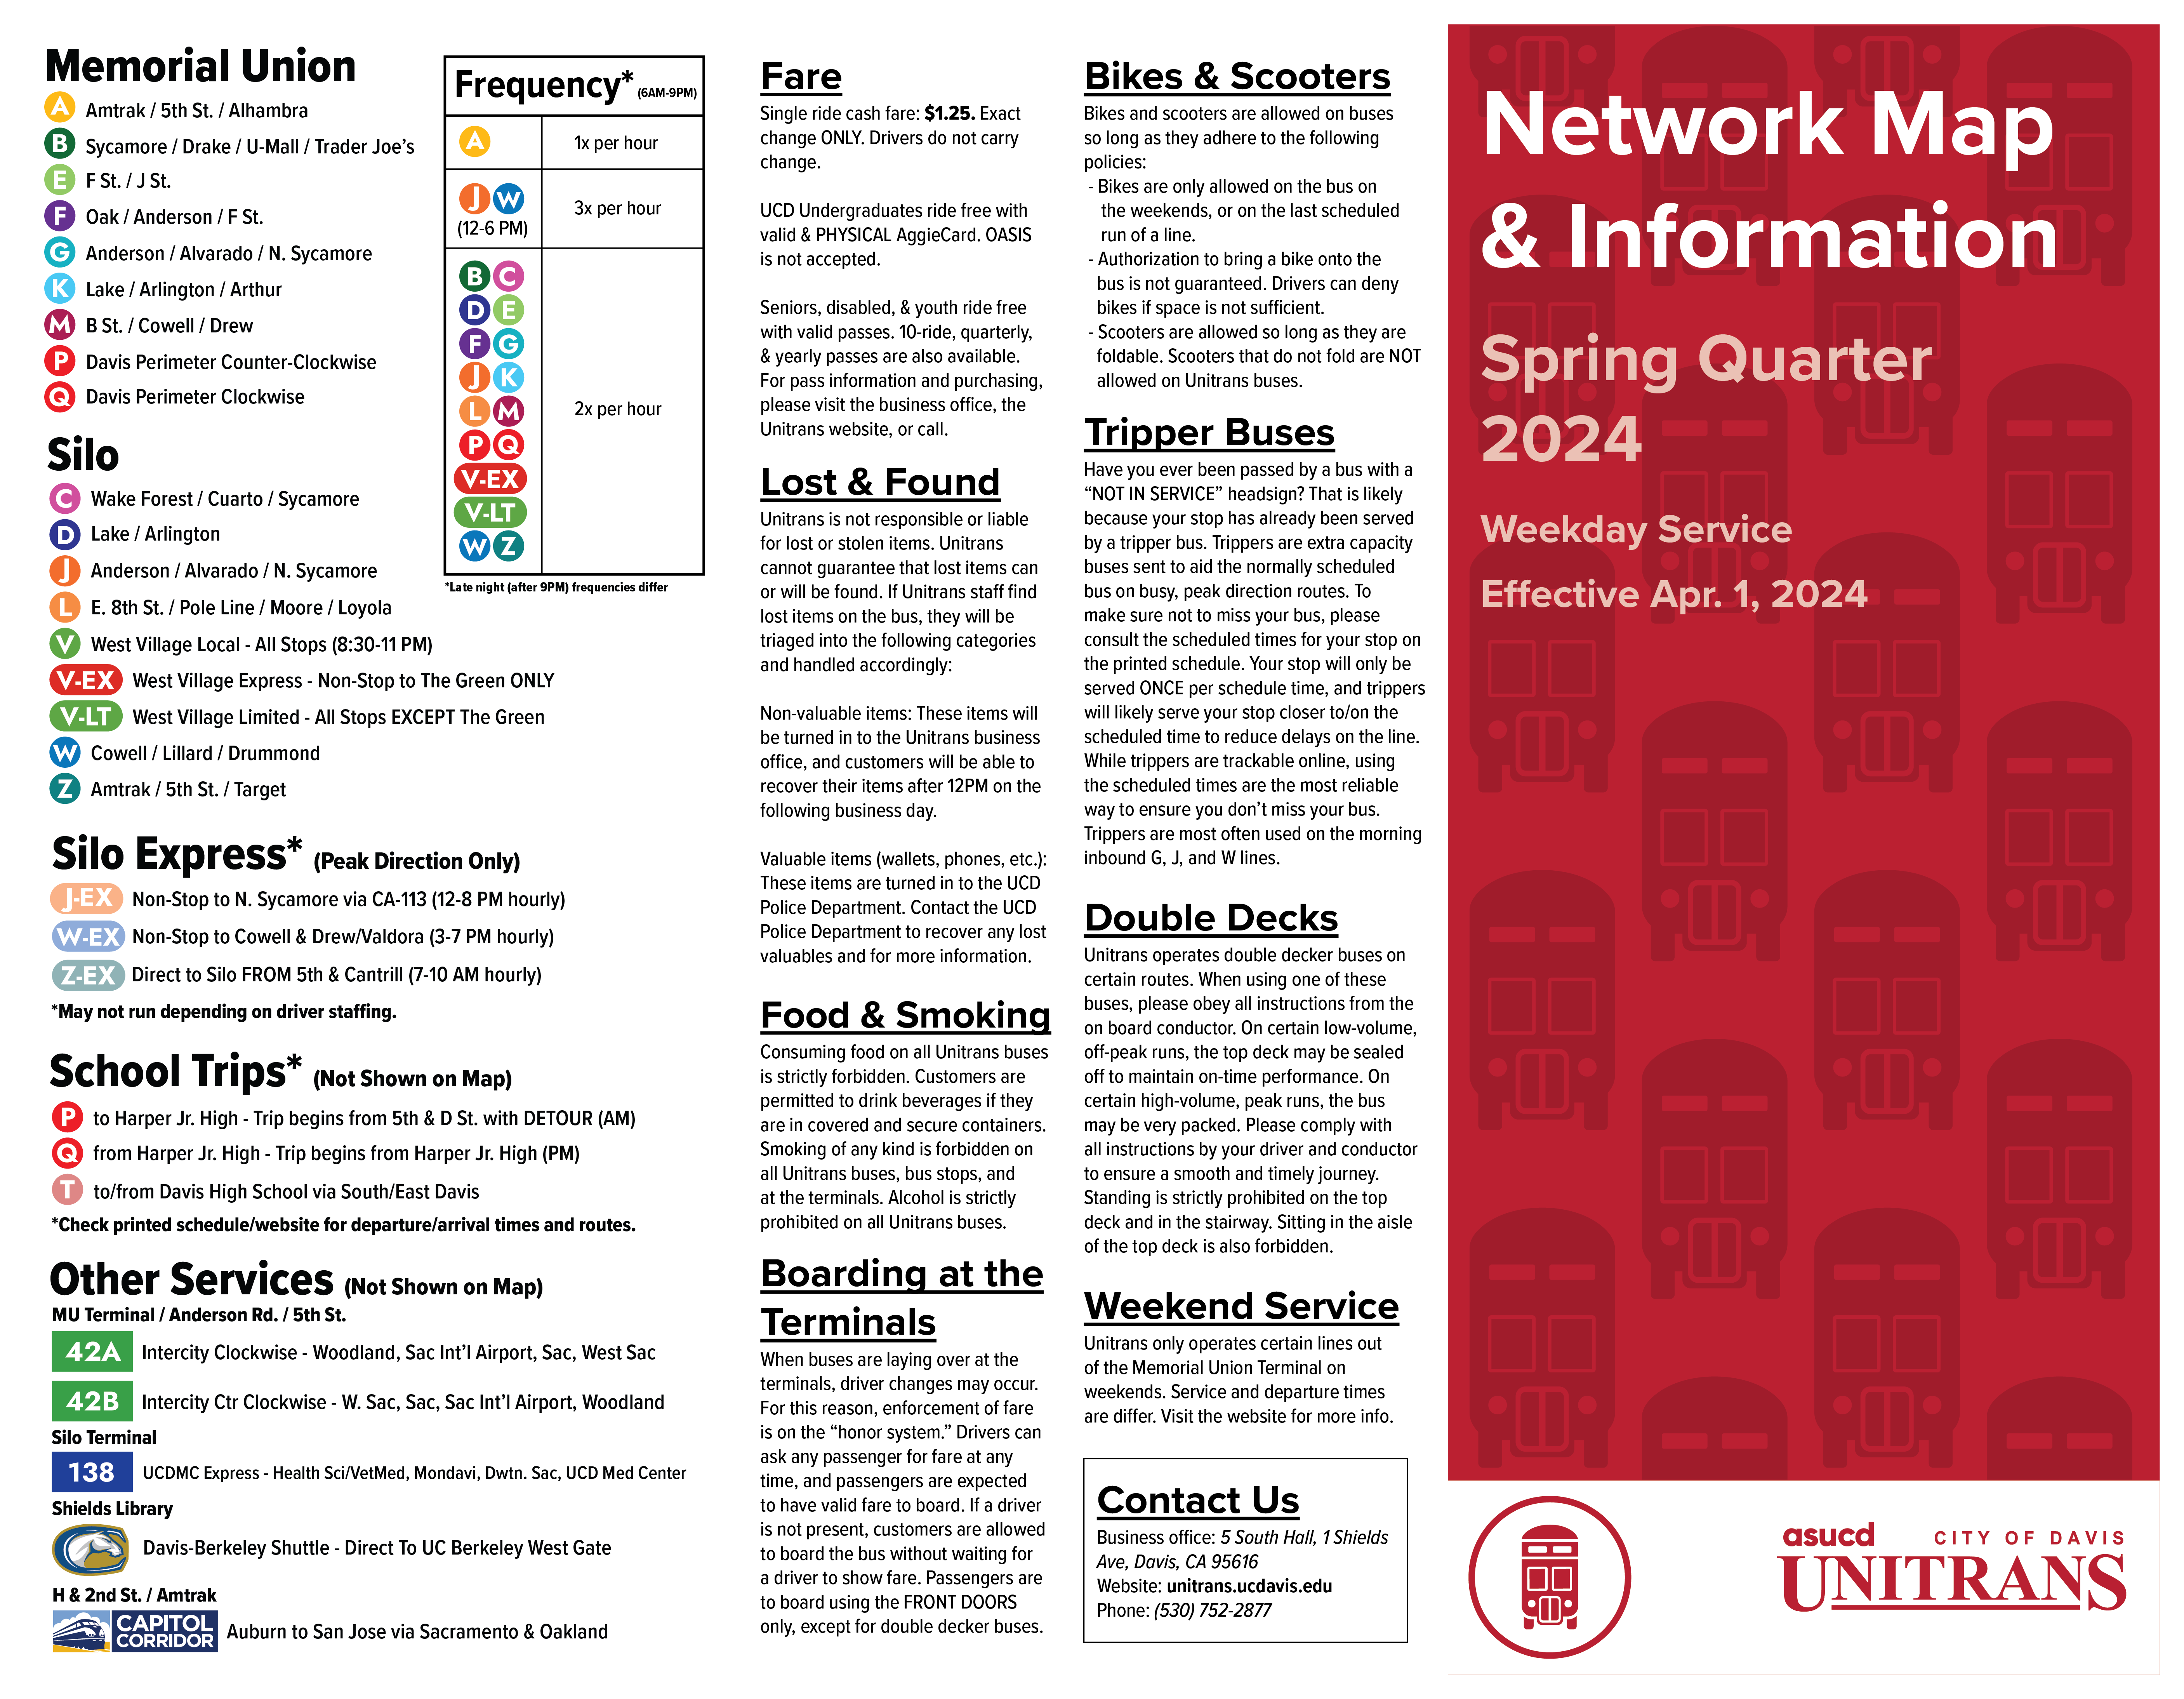 Memorial Union
A Amtrak / 5th St. / Alhambra
B Sycamore / Drake / U-Mall / Trader Joe's
E F St. / J St.
F Oak / Anderson / F St.
G Anderson / Alvarado / N. Sycamore
K Lake / Arlington / Arthur
M B St. / Cowell / Drew
P Davis Perimeter Counter-Clockwise
Q Davis Perimeter Clockwise
Frequency* (6AM-9PM)
A 1x per hour
J W
(12-6 PM)
3x per hour
B C
D E
F G
J K
L M
P Q
V-EX
V-LT
W Z
2x per hour
*Late night (after 9PM) frequencies differ
Silo
C Wake Forest / Cuarto / Sycamore
D Lake / Arlington
J Anderson / Alvarado / N. Sycamore
L E. 8th St. / Pole Line / Moore / Loyola
V West Village Local - All Stops (8:30-11 PM)
V-EX West Village Express - Non-Stop to The Green ONLY
V-LT West Village Limited - All Stops EXCEPT The Green
W Cowell / Lillard / Drummond
Z Amtrak / 5th St. / Target
Silo Express* (Peak Direction Only)
J-EX Non-Stop to N. Sycamore via CA-113 (12-8 PM hourly)
W-EX Non-Stop to Cowell & Drew/Valdora (3-7 PM hourly)
Z-EX Direct to Silo FROM 5th & Cantrill (7-10 AM hourly)
*May not run depending on driver staffing.
School Trips* (Not Shown on Map)
P to Harper Jr. High - Trip begins from 5th & D St. with DETOUR (AM)
Q from Harper Jr. High - Trip begins from Harper Jr. High (PM)
T to/from Davis High School via South/East Davis
*Check printed schedule/website for departure/arrival times and routes.
Other Services (Not Shown on Map)
MU Terminal / Anderson Rd. / 5th St.
42A Intercity Clockwise - Woodland, Sac Int'l Airport, Sac, West Sac
42B Intercity Ctr Clockwise - W. Sac, Sac, Sac Int'l Airport, Woodland
Silo Terminal
138 UCDMC Express - Health Sci/VetMed, Mondavi, Dwtn. Sac, UCD Med Center
Shields Library
Davis-Berkeley Shuttle - Direct To UC Berkeley West Gate
H & 2nd St. / Amtrak
CAPITOL
CORRIDOR
Auburn to San Jose via Sacramento & Oakland
Fare
Single ride cash fare: $1.25. Exact
change ONLY. Drivers do not carry
change.
UCD Undergraduates ride free with
valid & PHYSICAL AggieCard. OASIS
is not accepted.
Seniors, disabled, & youth ride free
with valid passes. 10-ride, quarterly,
& yearly passes are also available.
For pass information and purchasing,
please visit the business office, the
Unitrans website, or call.
Lost & Found
Unitrans is not responsible or liable
for lost or stolen items. Unitrans
cannot guarantee that lost items can
or will be found. If Unitrans staff find
lost items on the bus, they will be
triaged into the following categories
and handled accordingly:
Non-valuable items: These items will
be turned in to the Unitrans business
office, and customers will be able to
recover their items after 12PM on the
following business day.
Valuable items (wallets, phones, etc.):
These items are turned in to the UCD
Police Department. Contact the UCD
Police Department to recover any lost
valuables and for more information.
Food & Smoking
Consuming food on all Unitrans buses
is strictly forbidden. Customers are
permitted to drink beverages if they
are in covered and secure containers.
Smoking of any kind is forbidden on
all Unitrans buses, bus stops, and
at the terminals. Alcohol is strictly
prohibited on all Unitrans buses.
Boarding at the
Terminals
When buses are laying over at the
terminals, driver changes may occur.
For this reason, enforcement of fare
is on the "honor system." Drivers can
ask any passenger for fare at any
time, and passengers are expected
to have valid fare to board. If a driver
is not present, customers are allowed
to board the bus without waiting for
a driver to show fare. Passengers are
to board using the FRONT DOORS
only, except for double decker buses.
Bikes & Scooters
Bikes and scooters are allowed on buses
so long as they adhere to the following
policies:
- Bikes are only allowed on the bus on
the weekends, or on the last scheduled
run of a line.
- Authorization to bring a bike onto the
bus is not guaranteed. Drivers can deny
bikes if space is not sufficient.
- Scooters are allowed so long as they are
foldable. Scooters that do not fold are NOT
allowed on Unitrans buses.
Tripper Buses
Have you ever been passed by a bus with a
"NOT IN SERVICE" headsign? That is likely
because your stop has already been served
by a tripper bus. Trippers are extra capacity
buses sent to aid the normally scheduled
bus on busy, peak direction routes. To
make sure not to miss your bus, please
consult the scheduled times for your stop on
the printed schedule. Your stop will only be
served ONCE per schedule time, and trippers
will likely serve your stop closer to/on the
scheduled time to reduce delays on the line.
While trippers are trackable online, using
the scheduled times are the most reliable
way to ensure you don't miss your bus.
Trippers are most often used on the morning
inbound G, J, and W lines.
Double Decks
Unitrans operates double decker buses on
certain routes. When using one of these
buses, please obey all instructions from the
on board conductor. On certain low-volume,
off-peak runs, the top deck may be sealed
off to maintain on-time performance. On
certain high-volume, peak runs, the bus
may be very packed. Please comply with
all instructions by your driver and conductor
to ensure a smooth and timely journey.
Standing is strictly prohibited on the top
deck and in the stairway. Sitting in the aisle
of the top deck is also forbidden.
Weekend Service
Unitrans only operates certain lines out
of the Memorial Union Terminal on
weekends. Service and departure times
are differ. Visit the website for more info.
Contact Us
Business office: 5 South Hall, 1 Shields
Ave, Davis, CA 95616
Website: unitrans.ucdavis.edu
Phone: (530) 752-2877
Network Map
& Information
Spring Quarter
2024
Weekday Service
Effective Apr. 1, 2024
asucd CITY OF DAVIS
UNITRANS